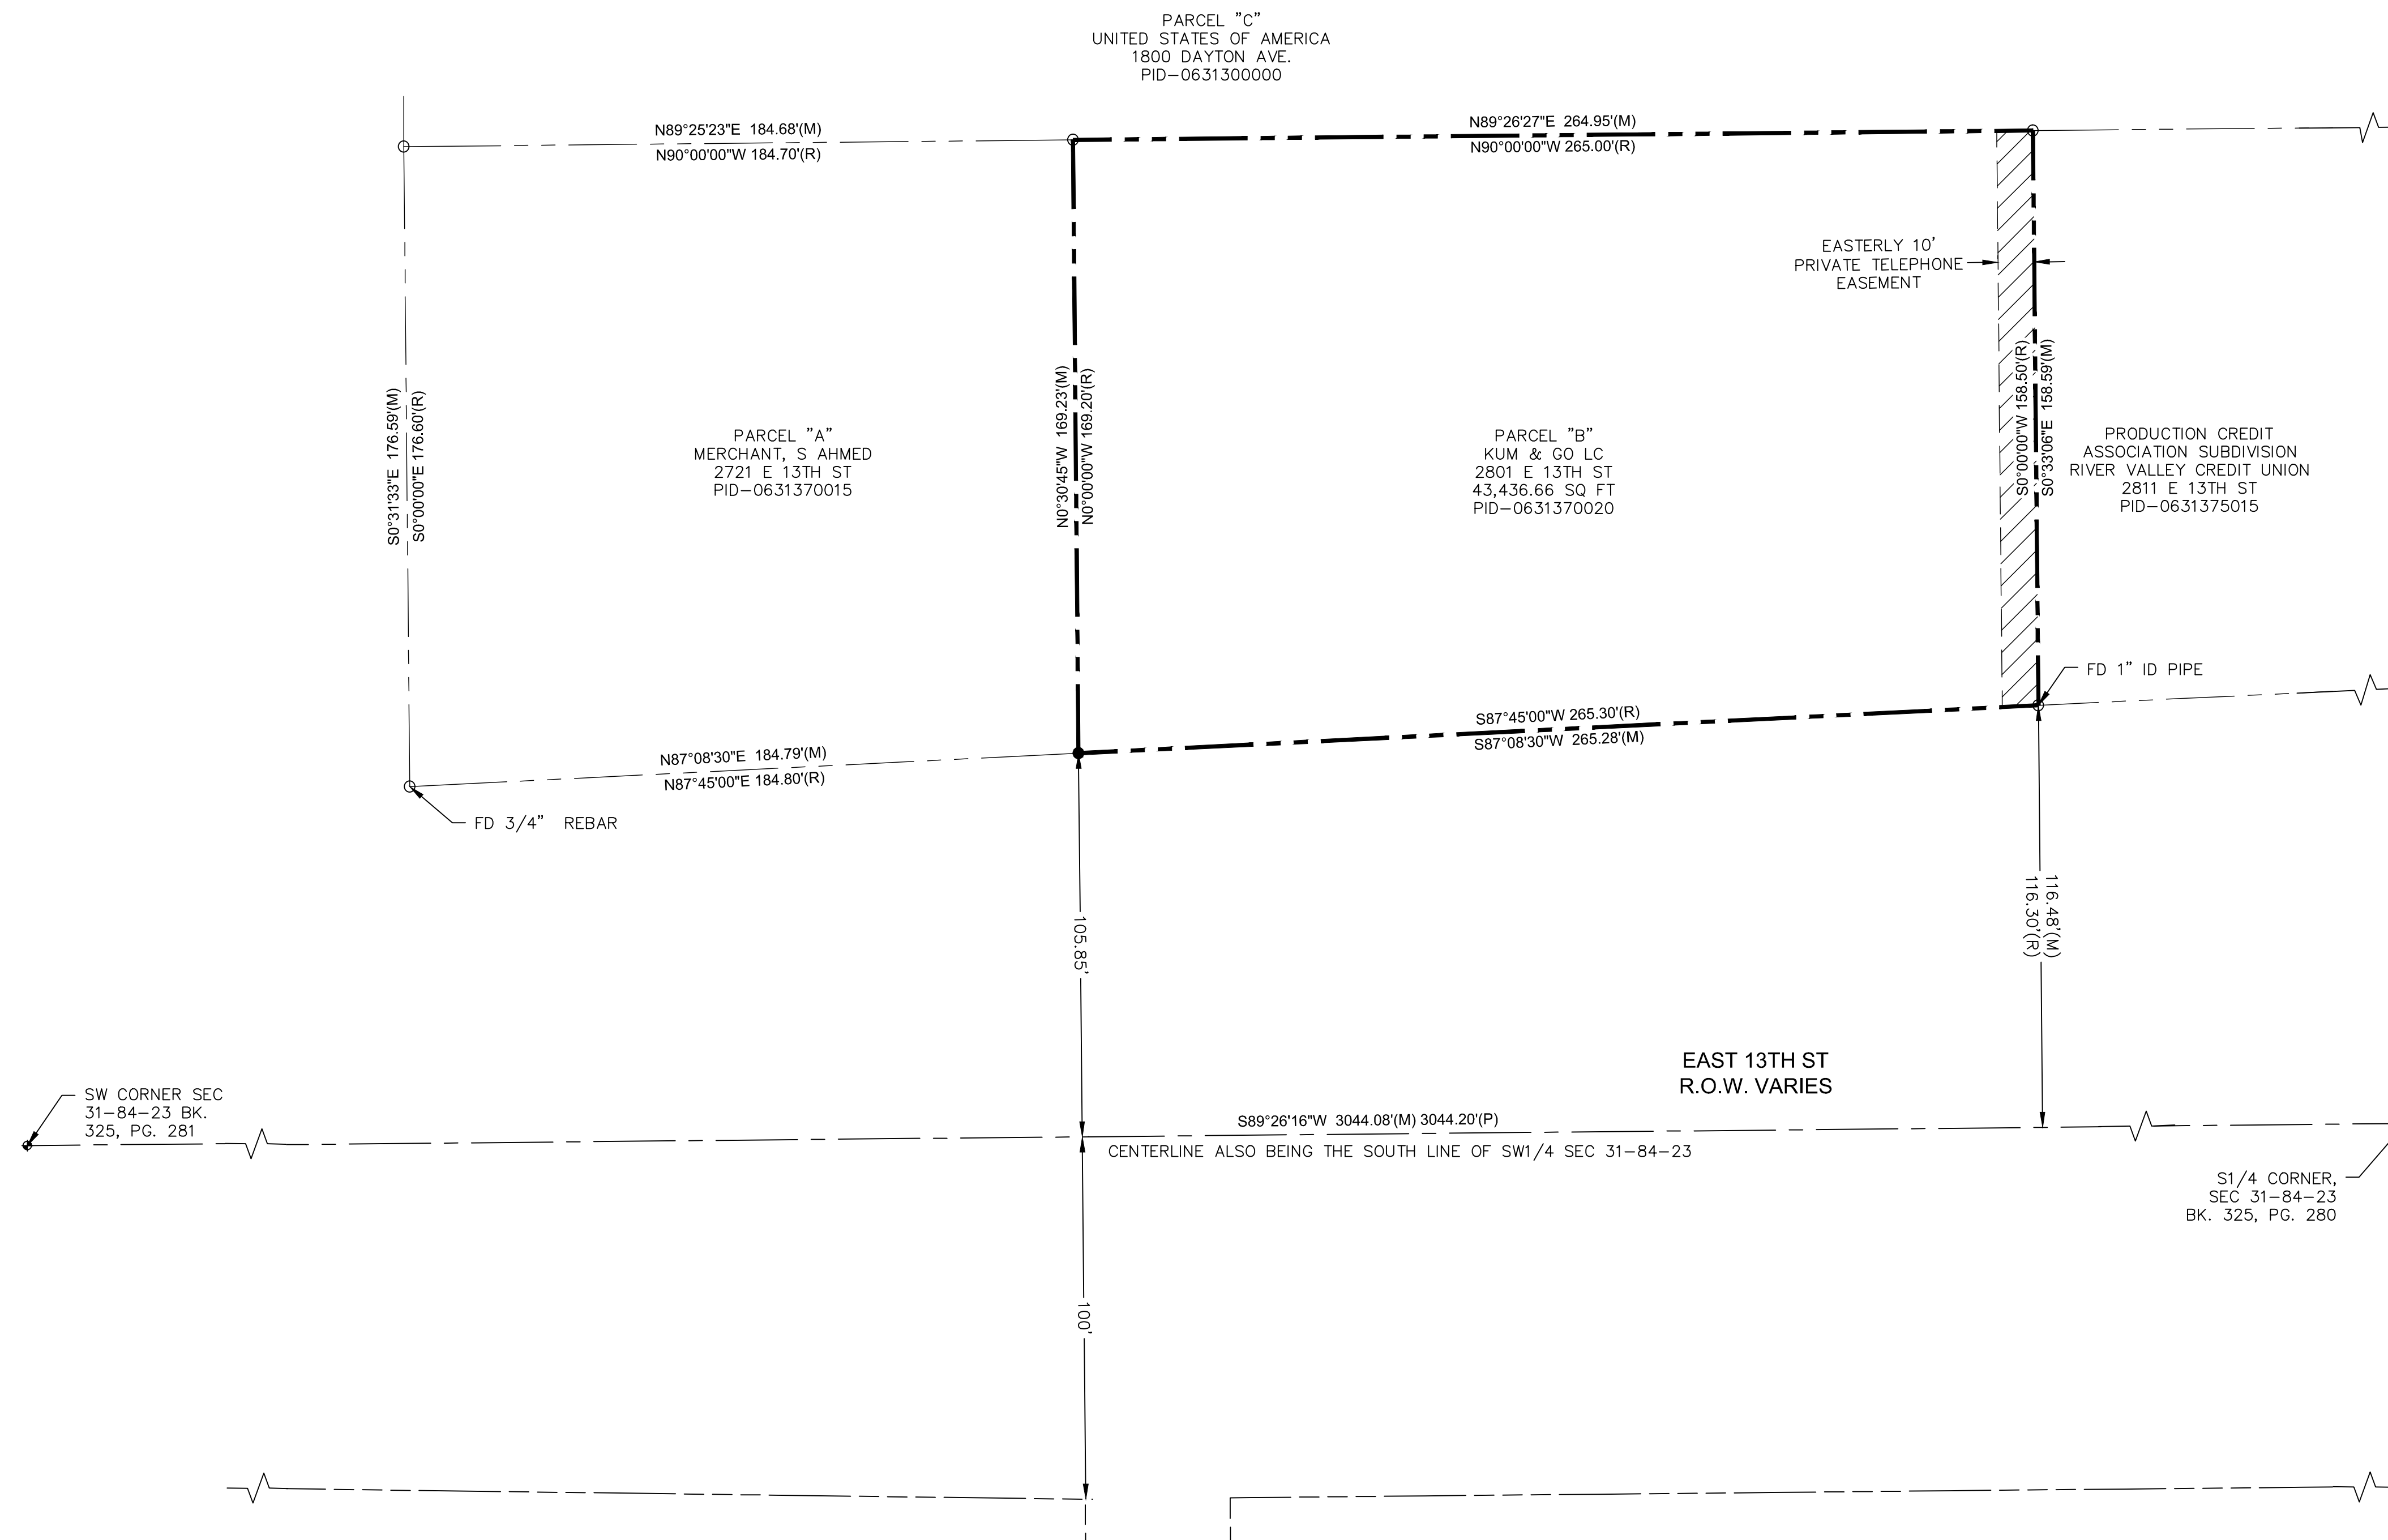 PARCEL "C"
UNITED STATES OF AMERICA
1800 DAYTON AVE.
PID-0631300000
N89°25'23"E 184.68'(M)
N90°00'00"W 184.70'(R)
N89°26'27"E 264.95'(M)
N90°00'00"W 265.00'(R)
EASTERLY 10'
PRIVATE TELEPHONE
EASEMENT
S0°31'33"E 176.59'(M)
S0°00'00"E 176.60'(R)
PARCEL "A"
MERCHANT, S AHMED
2721 E 13TH ST
PID-0631370015
N0°30'45"W 169.23'(M)
N0°00'00"W 169.20'(R)
PARCEL "B"
KUM & GO LC
2801 E 13TH ST
43,436.66 SQ FT
PID-0631370020
S0°00'00"W 158.50'(R)
S0°33'06"E 158.59'(M)
PRODUCTION CREDIT
ASSOCIATION SUBDIVISION
RIVER VALLEY CREDIT UNION
2811 E 13TH ST
PID-0631375015
FD 1" ID PIPE
S87°45'00"W 265.30'(R)
S87°08'30"W 265.28'(M)
N87°08'30"E 184.79'(M)
N87°45'00"E 184.80'(R)
FD 3/4" REBAR
105.85'
116.48'(M)
116.30'(R)
EAST 13TH ST
R.O.W. VARIES
SW CORNER SEC
31-84-23 BK.
325, PG. 281
S89°26'16"W 3044.08'(M) 3044.20'(P)
CENTERLINE ALSO BEING THE SOUTH LINE OF SW1/4 SEC 31-84-23
S1/4 CORNER,
SEC 31-84-23
BK. 325, PG. 280
100'